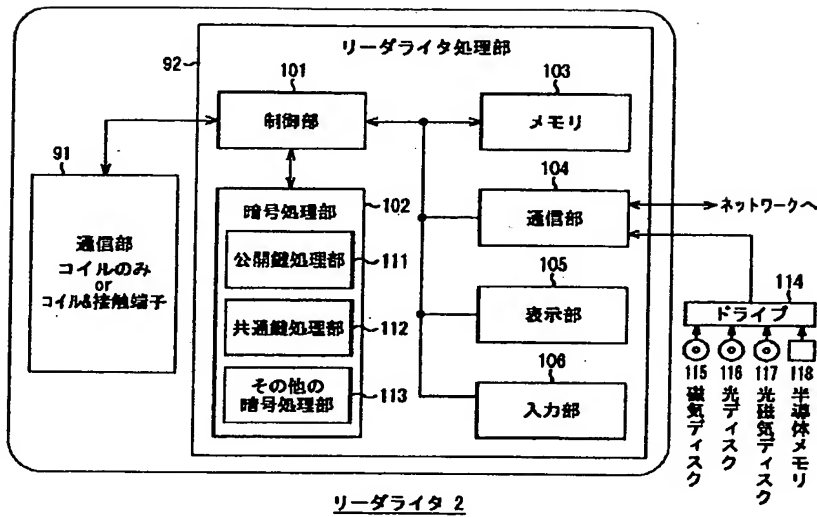 リーダライタ処理部
92
101
制御部
103
メモリ
91
通信部
コイルのみ
or
コイル&接触端子
暗号処理部
102
公開鍵処理部
111
共通鍵処理部
112
その他の
暗号処理部
113
104
通信部
ネットワークへ
105
表示部
106
入力部
114
ドライブ
115
磁気ディスク
116
光ディスク
117
光磁気ディスク
118
半導体メモリ
リーダライタ 2